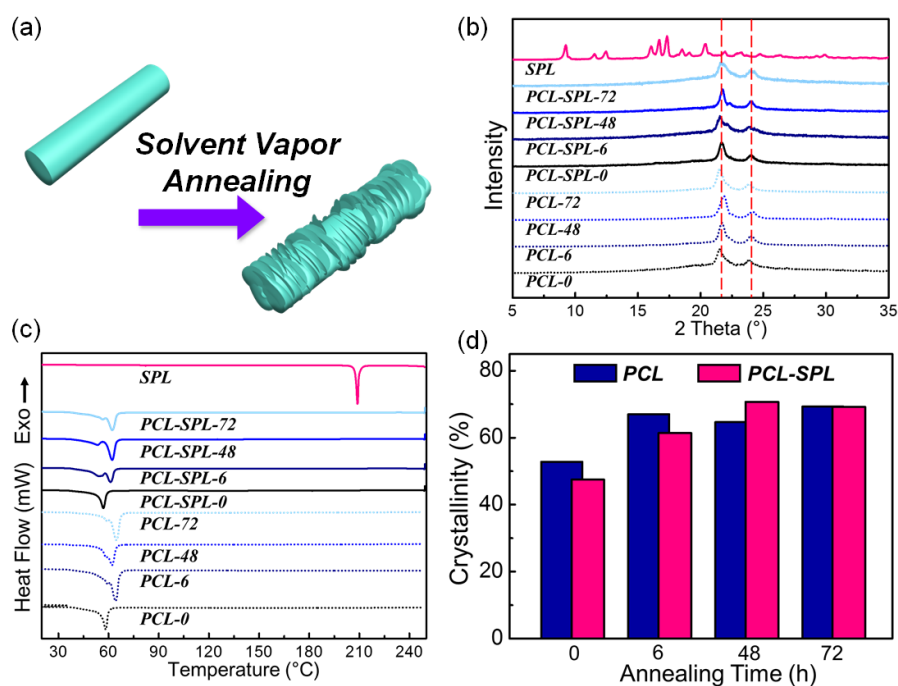 (a)
Solvent Vapor
Annealing
(b)
SPL
PCL-SPL-72
PCL-SPL-48
PCL-SPL-6
PCL-SPL-0
PCL-72
PCL-48
PCL-6
PCL-0
Intensity
5 10 15 20 25 30 35
2 Theta (°)
(c)
SPL
PCL-SPL-72
PCL-SPL-48
PCL-SPL-6
PCL-SPL-0
PCL-72
PCL-48
PCL-6
PCL-0
Heat Flow (mW) Exo
30 60 90 120 150 180 210 240
Temperature (°C)
(d)
PCL PCL-SPL
80
60
40
20
0
Crystallinity (%)
0 6 48 72
Annealing Time (h)